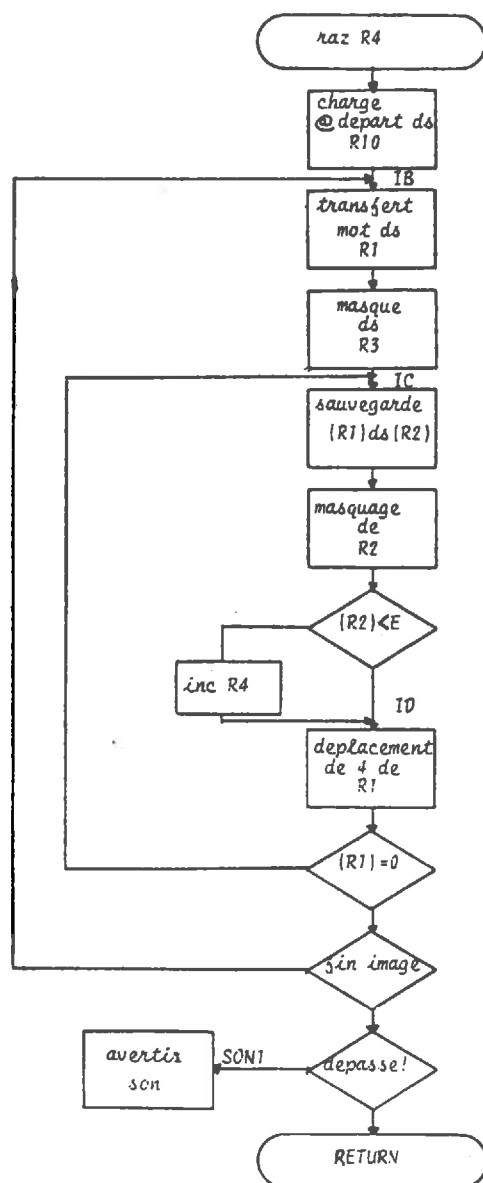 raz R4
charge
@ depart ds
R10
IB
transfert
mot ds
R1
masque
ds
R3
IC
sauvegarde
(R1) ds (R2)
masquage
de
R2
(R2)<E
inc R4
ID
deplacement
de 4 de
R1
(R1)=0
fin image
avertir
son
SON1
depasse!
RETURN